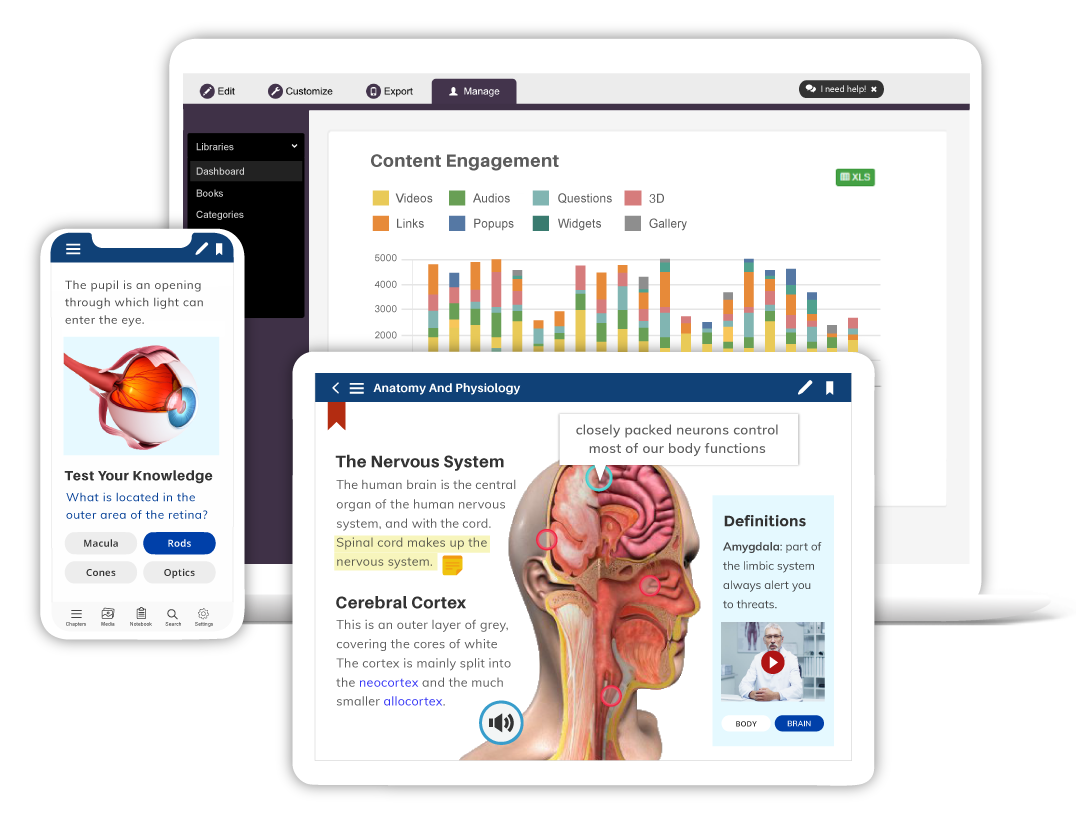 Edit
Customize
Export
Manage
I need help!
Libraries
Dashboard
Books
Categories
Content Engagement
XLS
Videos
Audios
Questions
3D
Links
Popups
Widgets
Gallery
5000
4000
3000
2000
The pupil is an opening
through which light can
enter the eye.
Test Your Knowledge
What is located in the
outer area of the retina?
Macula
Rods
Cones
Optics
Chapters
Media
Notebook
Search
Settings
Anatomy And Physiology
closely packed neurons control
most of our body functions
The Nervous System
The human brain is the central
organ of the human nervous
system, and with the cord.
Spinal cord makes up the
nervous system.
Cerebral Cortex
This is an outer layer of grey,
covering the cores of white
The cortex is mainly split into
the neocortex and the much
smaller allocortex.
Definitions
Amygdala: part of
the limbic system
always alert you
to threats.
BODY
BRAIN